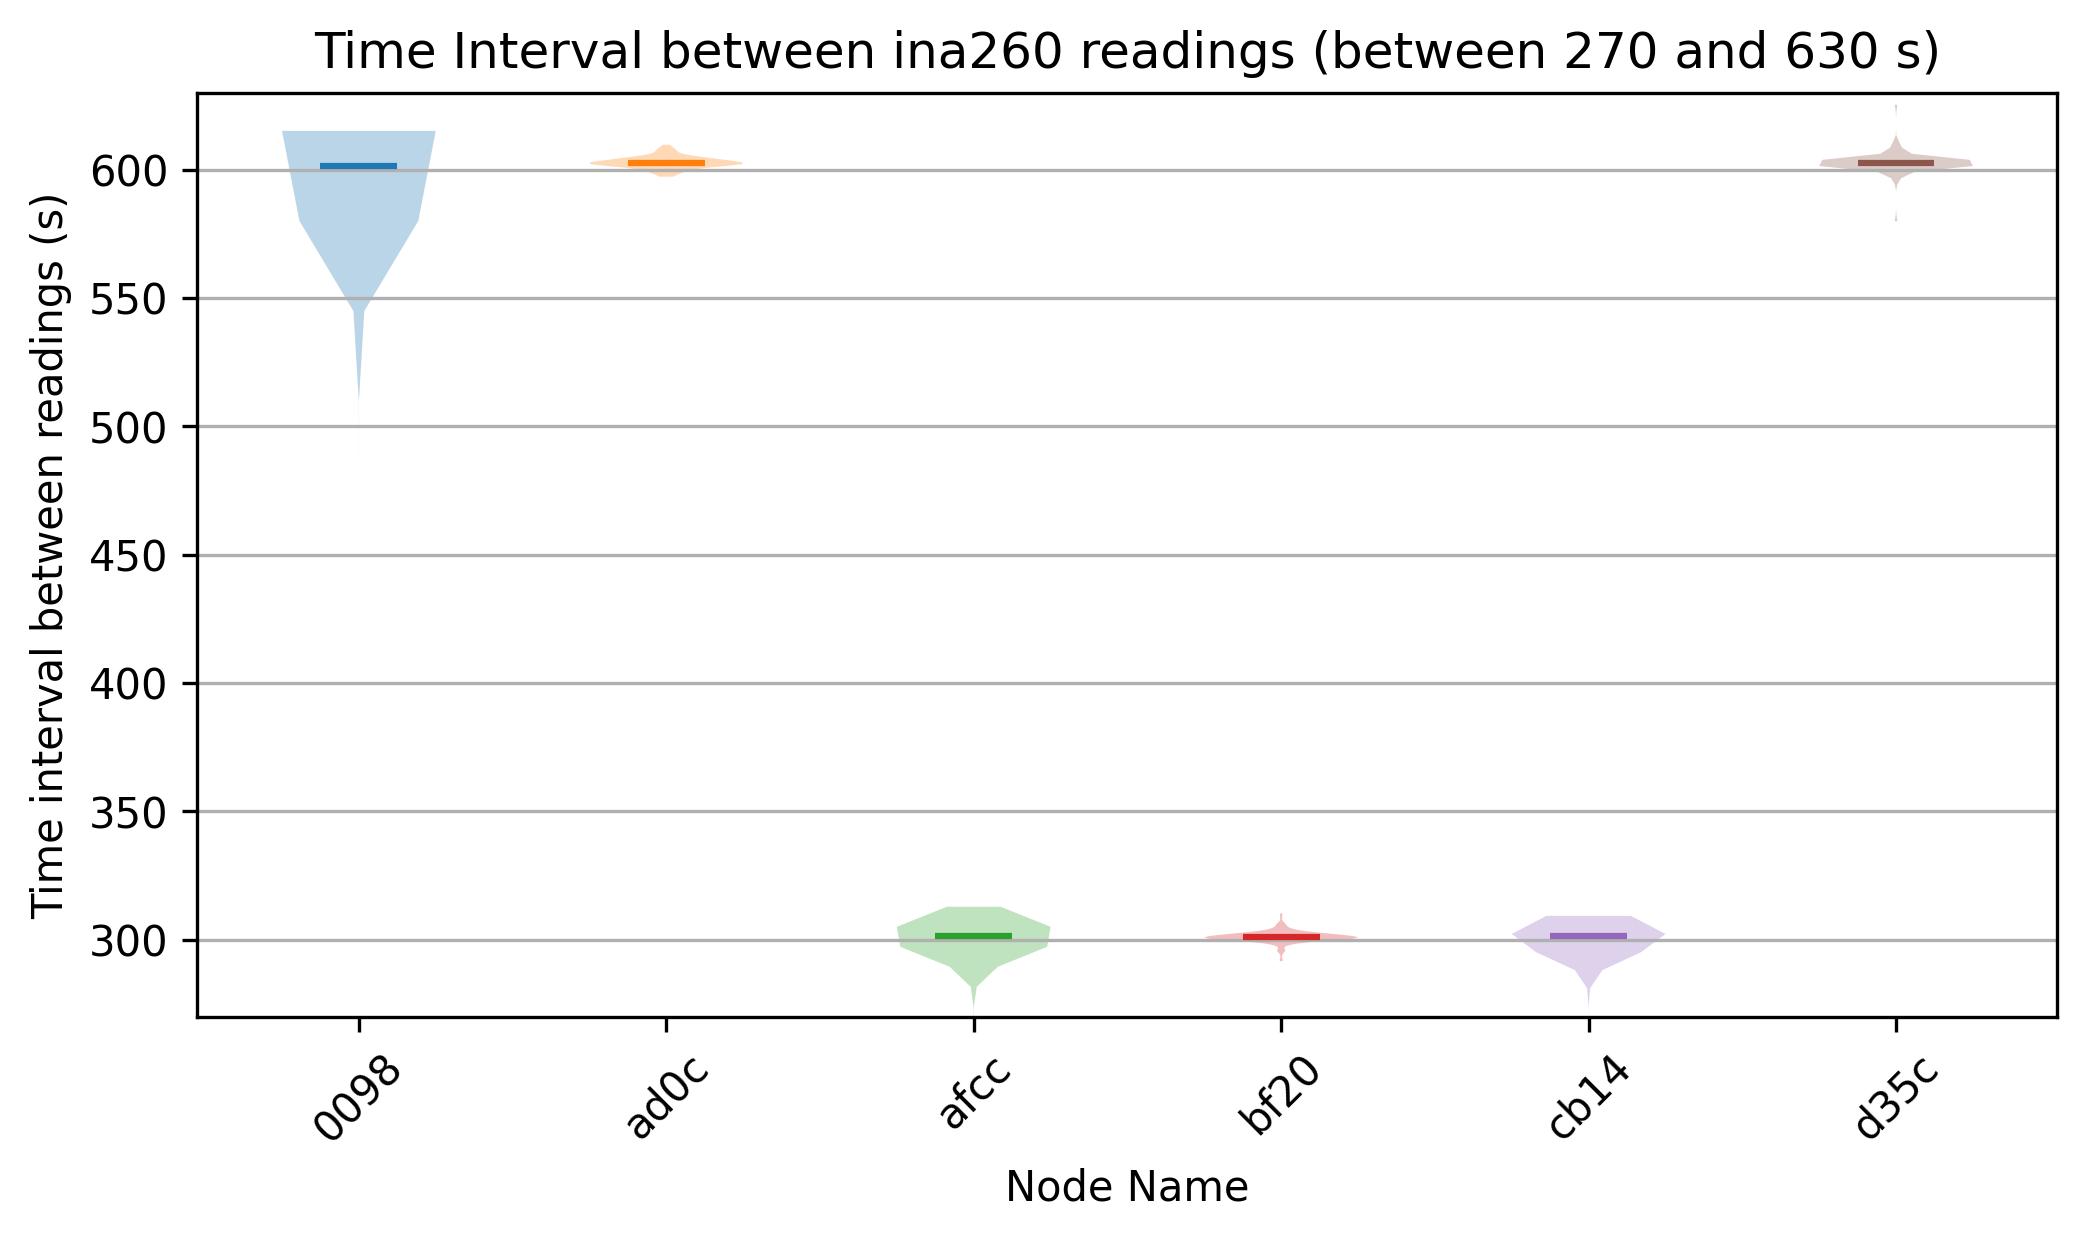 Time Interval between ina260 readings (between 270 and 630 s)
Time interval between readings (s)
600
550
500
450
400
350
300
0098
ad0c
afcc
bf20
cb14
d35c
Node Name